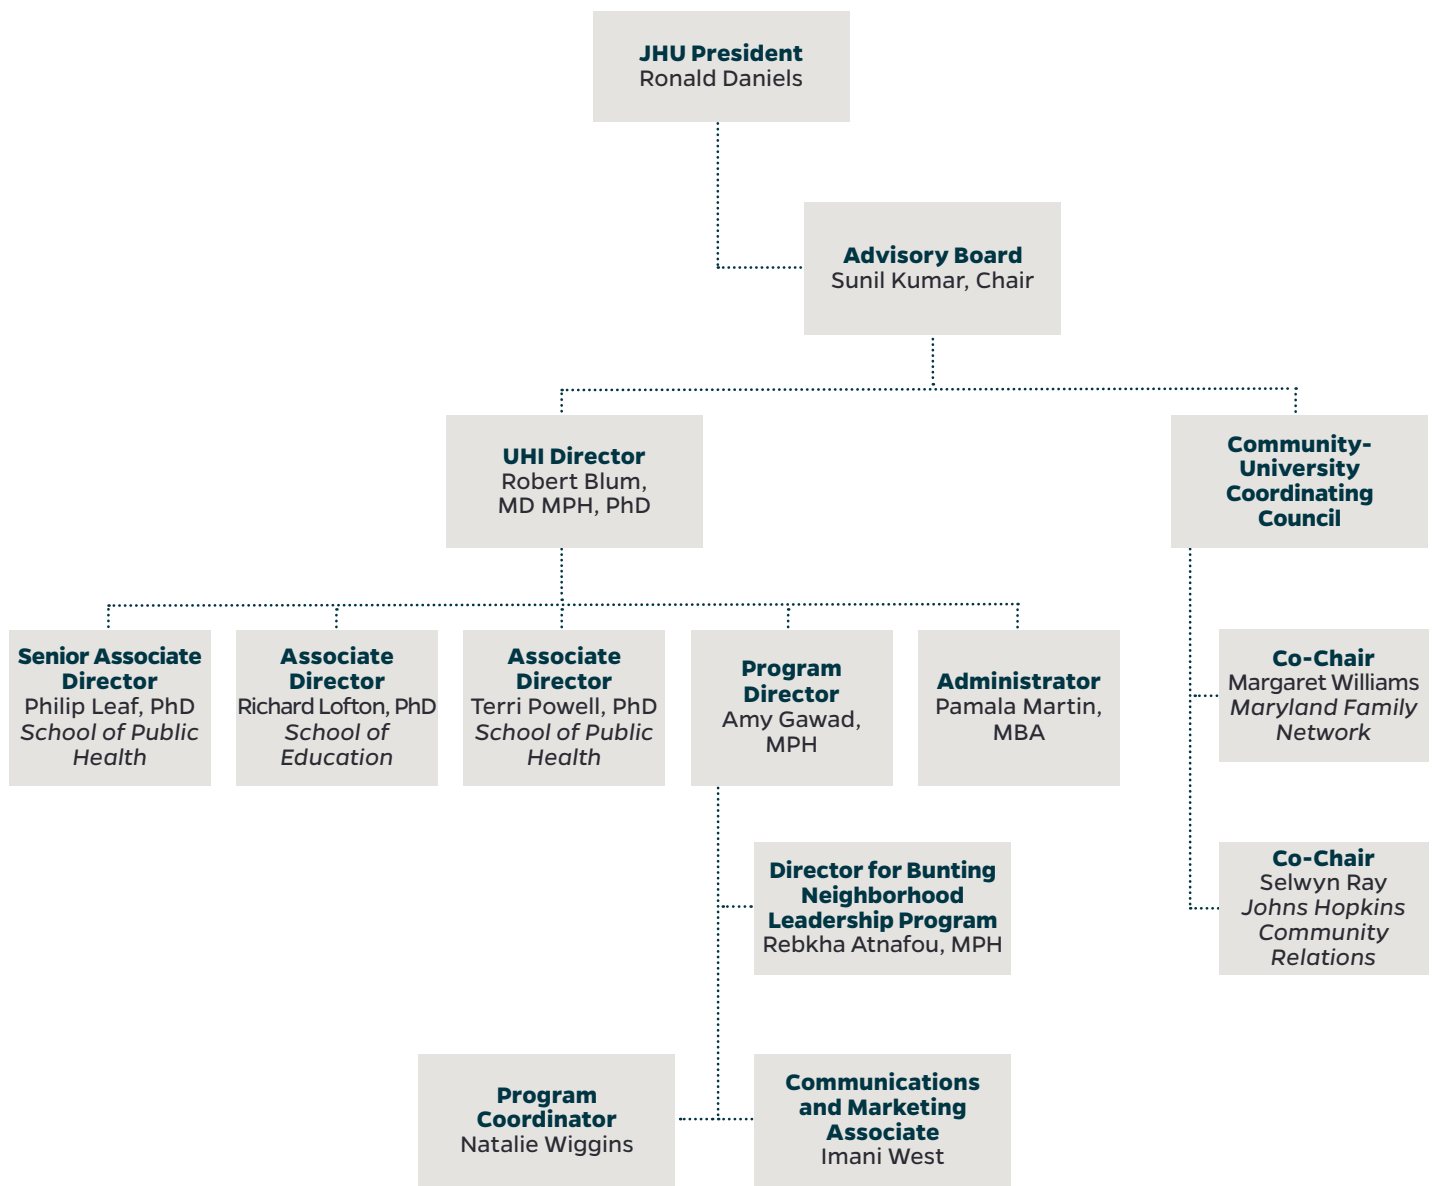 JHU President
Ronald Daniels
Advisory Board
Sunil Kumar, Chair
UHI Director
Robert Blum,
MD MPH, PhD
Community-
University
Coordinating
Council
Senior Associate
Director
Philip Leaf, PhD
School of Public
Health
Associate
Director
Richard Lofton, PhD
School of
Education
Associate
Director
Terri Powell, PhD
School of Public
Health
Program
Director
Amy Gawad,
MPH
Administrator
Pamala Martin,
MBA
Co-Chair
Margaret Williams
Maryland Family
Network
Director for Bunting
Neighborhood
Leadership Program
Rebkha Atnafou, MPH
Co-Chair
Selwyn Ray
Johns Hopkins
Community
Relations
Program
Coordinator
Natalie Wiggins
Communications
and Marketing
Associate
Imani West